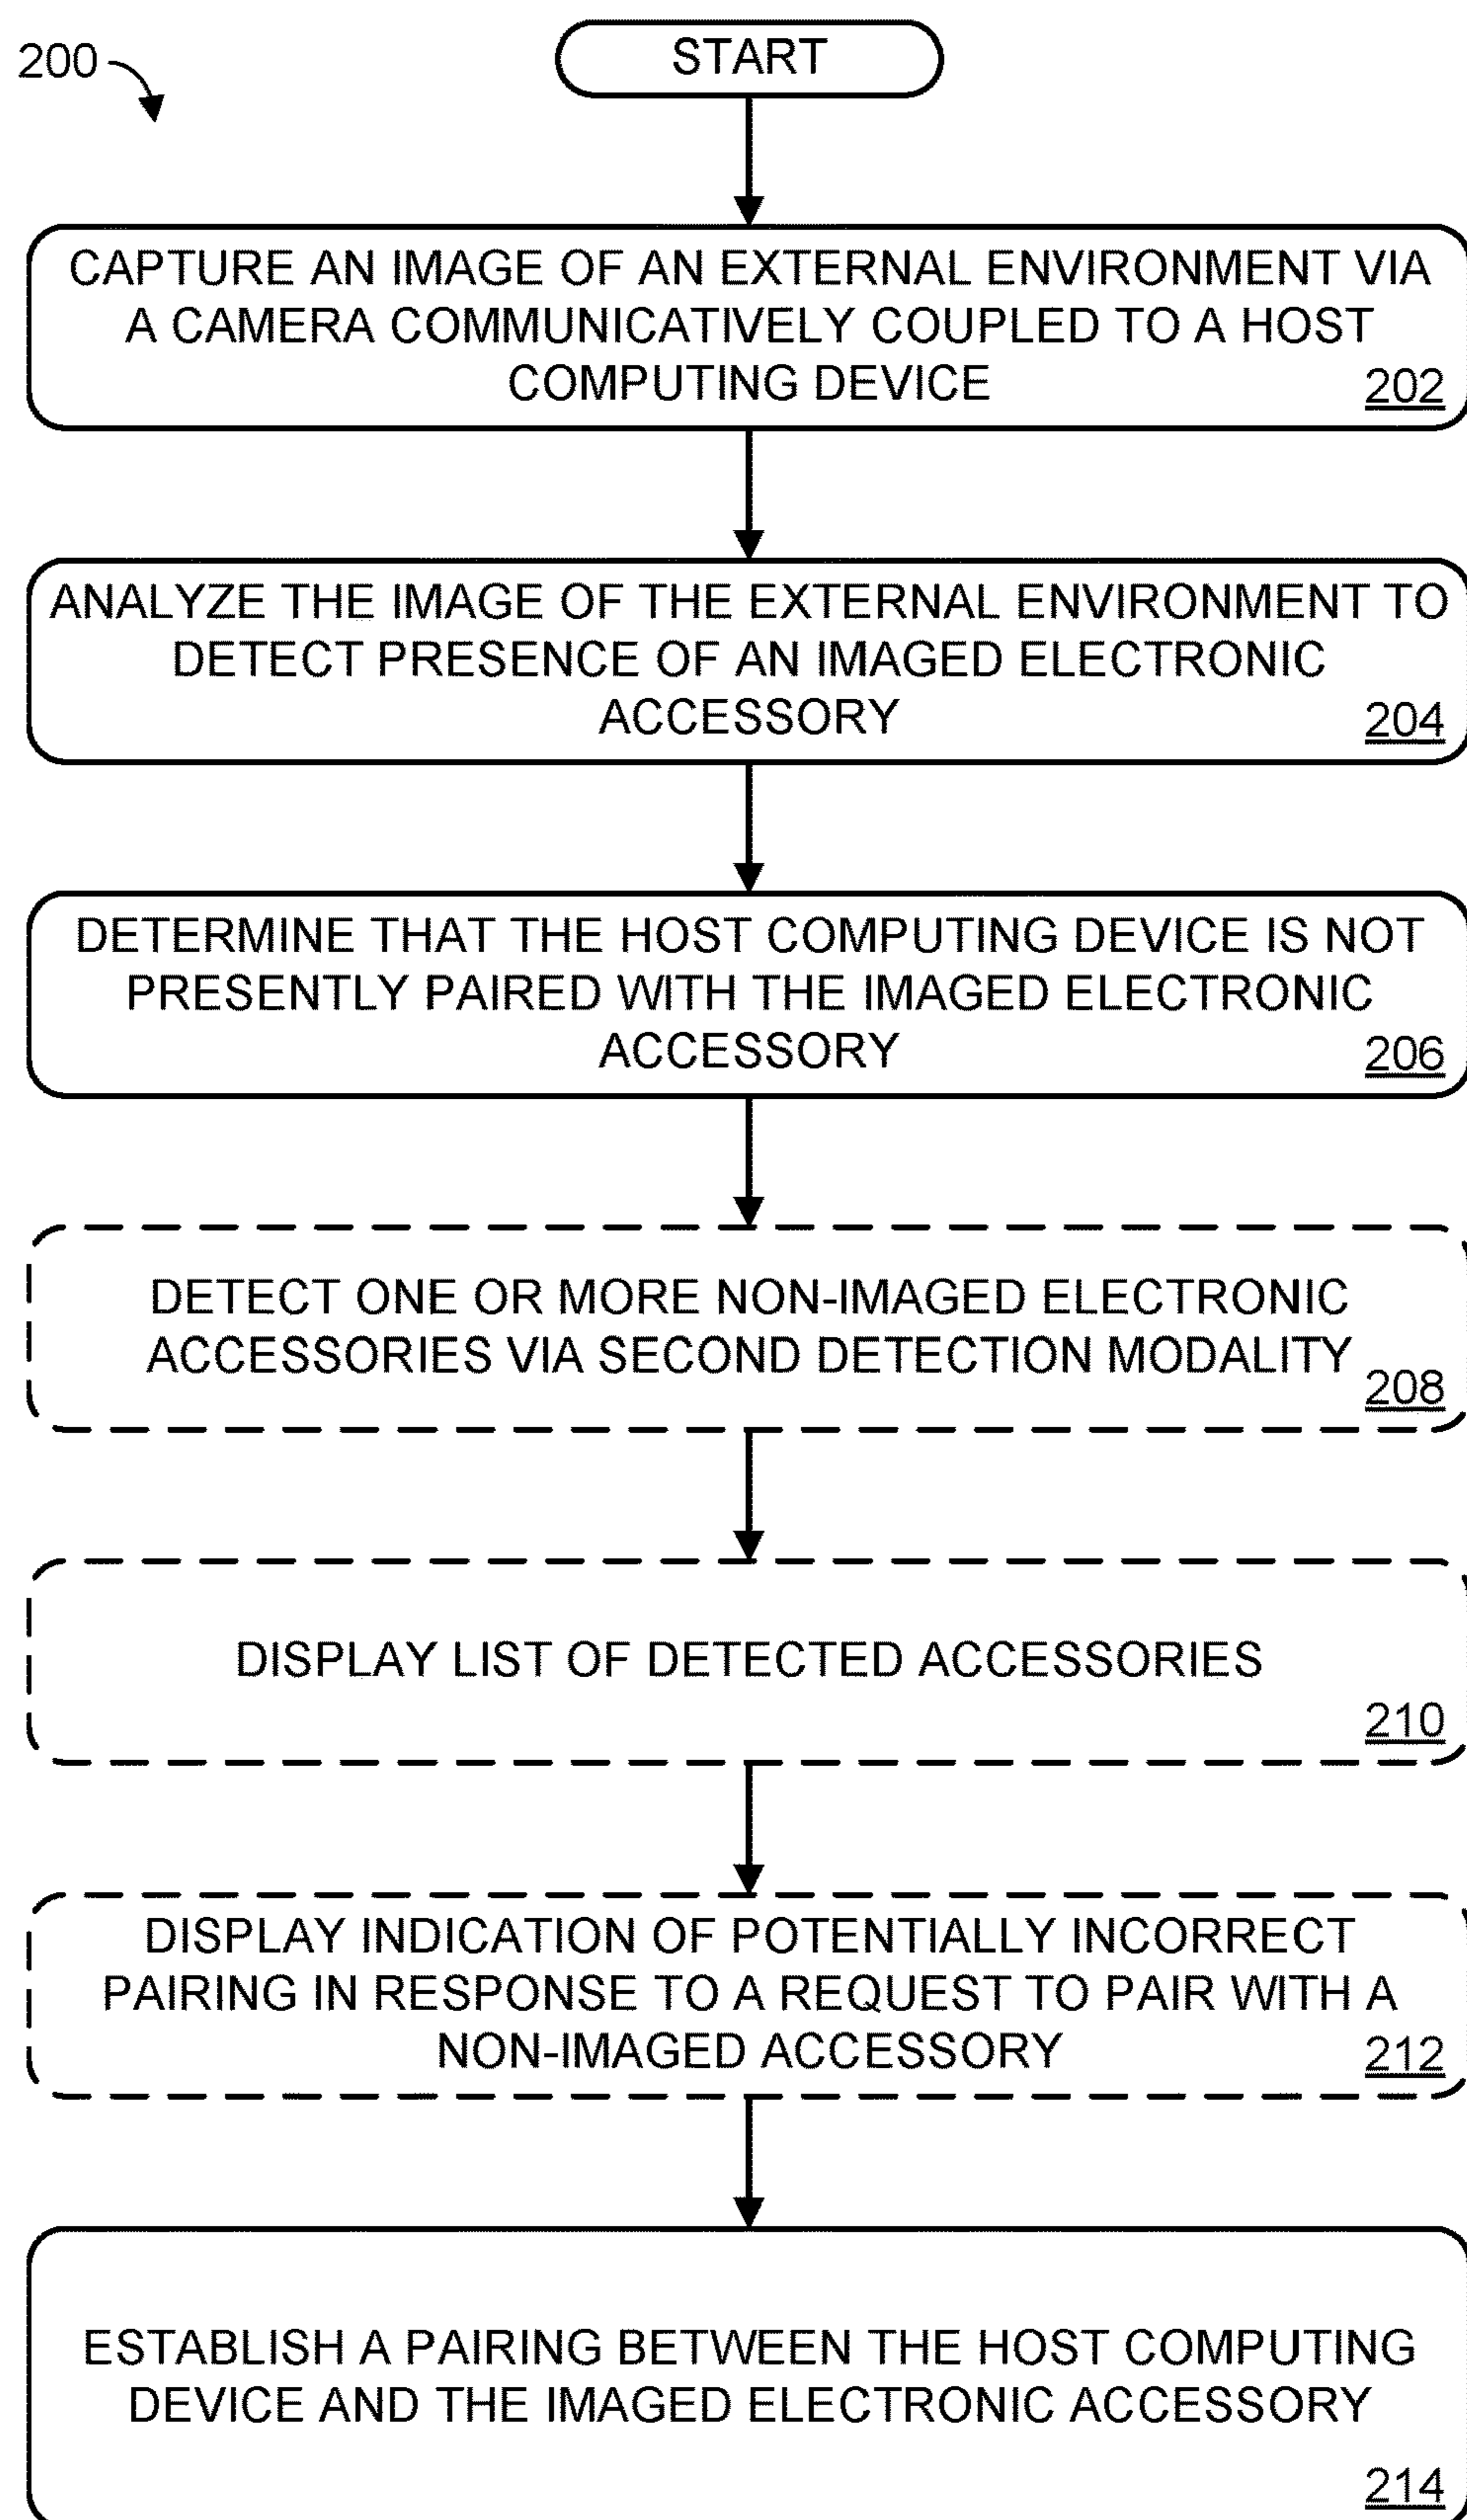 200
START
CAPTURE AN IMAGE OF AN EXTERNAL ENVIRONMENT VIA
A CAMERA COMMUNICATIVELY COUPLED TO A HOST
COMPUTING DEVICE
202
ANALYZE THE IMAGE OF THE EXTERNAL ENVIRONMENT TO
DETECT PRESENCE OF AN IMAGED ELECTRONIC
ACCESSORY
204
DETERMINE THAT THE HOST COMPUTING DEVICE IS NOT
PRESENTLY PAIRED WITH THE IMAGED ELECTRONIC
ACCESSORY
206
DETECT ONE OR MORE NON-IMAGED ELECTRONIC
ACCESSORIES VIA SECOND DETECTION MODALITY
208
DISPLAY LIST OF DETECTED ACCESSORIES
210
DISPLAY INDICATION OF POTENTIALLY INCORRECT
PAIRING IN RESPONSE TO A REQUEST TO PAIR WITH A
NON-IMAGED ACCESSORY
212
ESTABLISH A PAIRING BETWEEN THE HOST COMPUTING
DEVICE AND THE IMAGED ELECTRONIC ACCESSORY
214